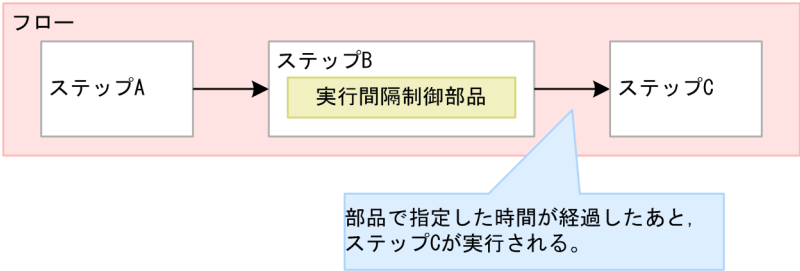 フロー
ステップA
ステップB
実行間隔制御部品
ステップC
部品で指定した時間が経過したあと,
ステップCが実行される。